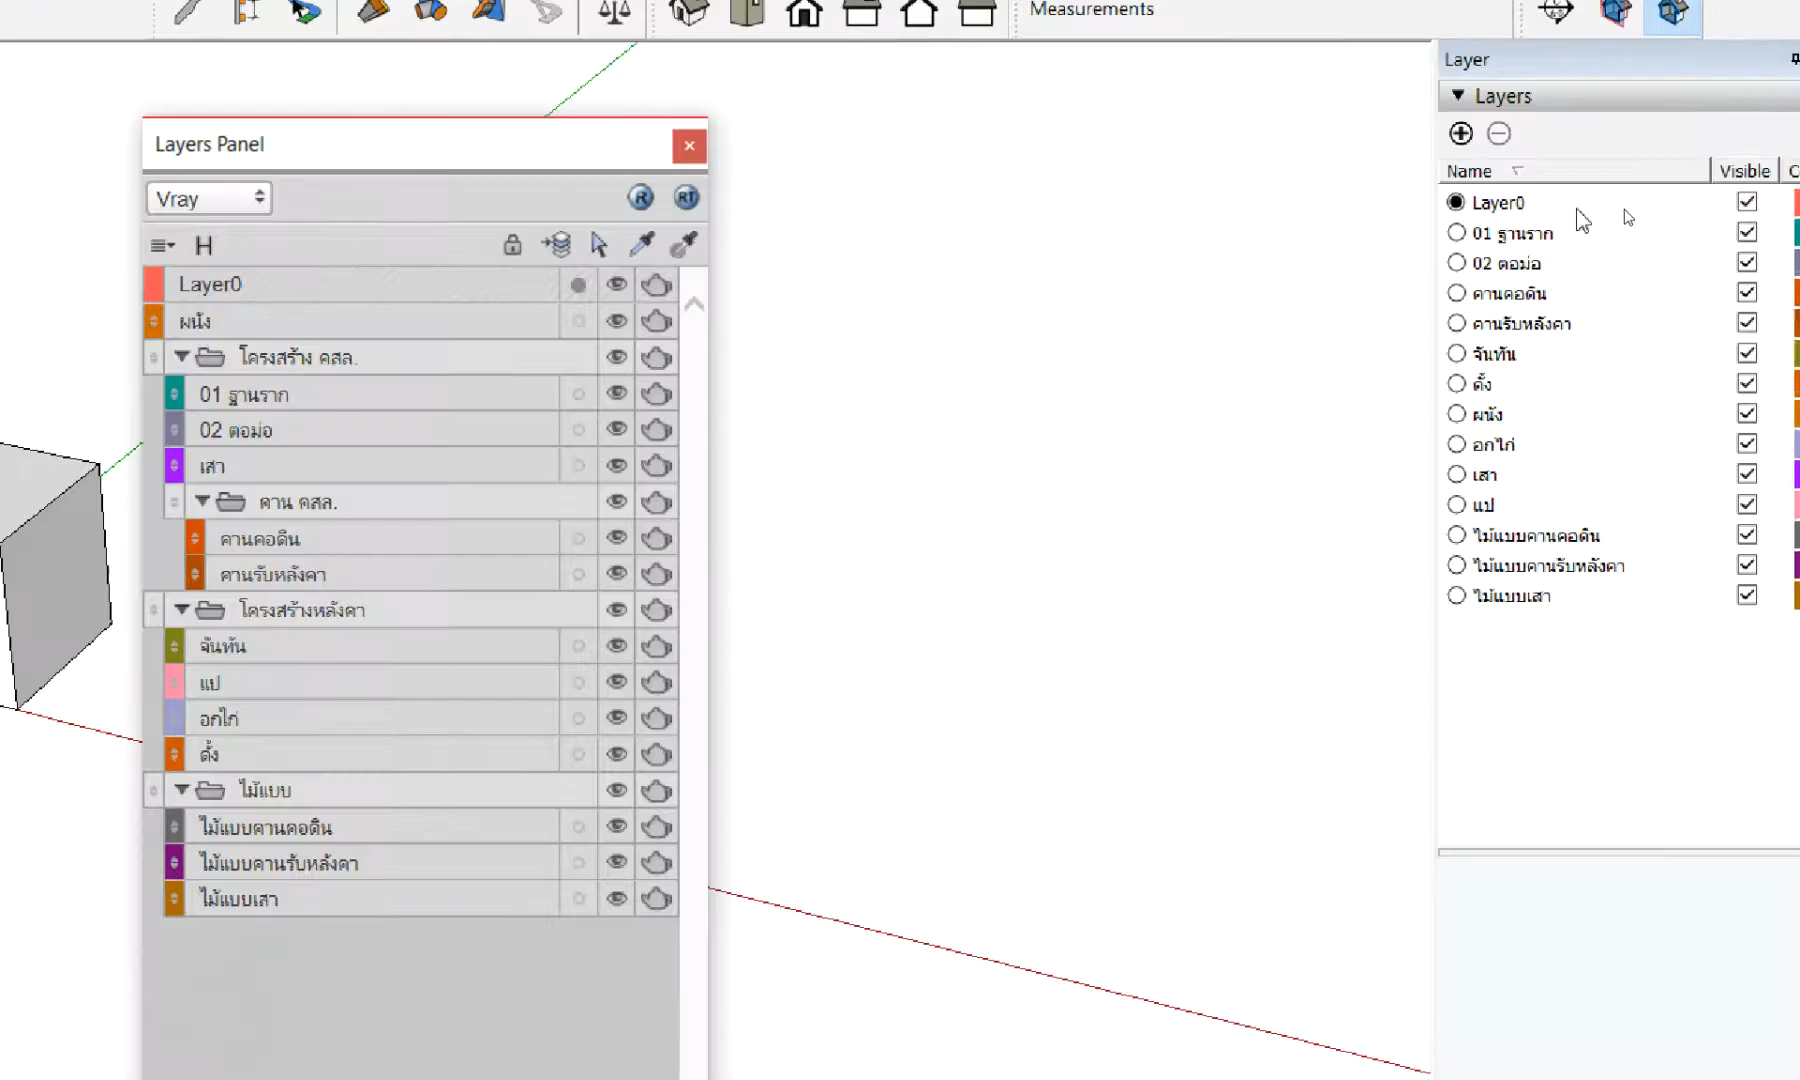 Measurements
Layers Panel
Vray
R
RT
H
Layer0
ผนัง
โครงสร้าง คสล.
01 ฐานราก
02 ตอม่อ
เสา
คาน คสล.
คานคอดิน
คานรับหลังคา
โครงสร้างหลังคา
จันทัน
แป
อกไก่
ดั้ง
ไม้แบบ
ไม้แบบคานคอดิน
ไม้แบบคานรับหลังคา
ไม้แบบเสา
Layer
Layers
Name Visible C
Layer0
01 ฐานราก
02 ตอม่อ
คานคอดิน
คานรับหลังคา
จันทัน
ดั้ง
ผนัง
อกไก่
เสา
แป
ไม้แบบคานคอดิน
ไม้แบบคานรับหลังคา
ไม้แบบเสา